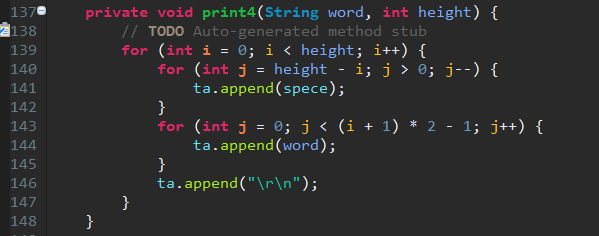 137 private void print4(String word, int height) {
138 // TODO Auto-generated method stub
139 for (int i = 0; i < height; i++) {
140 for (int j = height - i; j > 0; j--) {
141 ta.append(spece);
142 }
143 for (int j = 0; j < (i + 1) * 2 - 1; j++) {
144 ta.append(word);
145 }
146 ta.append("\r\n");
147 }
148 }